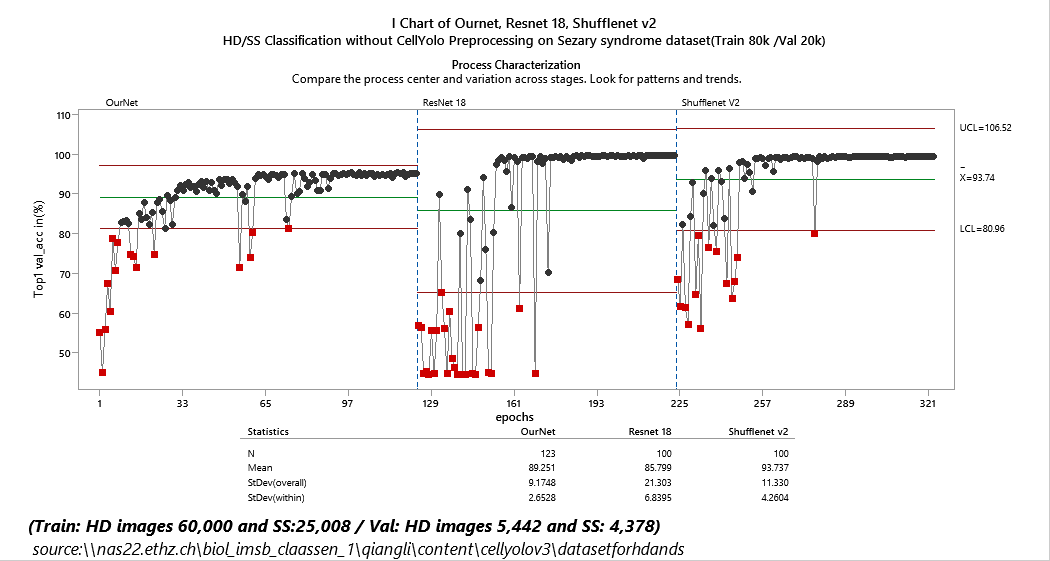 I Chart of Ournet, Resnet 18, Shufflenet v2
HD/SS Classification without CellYolo Preprocessing on Sezary syndrome dataset(Train 80k /Val 20k)
Process Characterization
Compare the process center and variation across stages. Look for patterns and trends.
OurNet ResNet 18 Shufflenet V2
110
100
90
80
70
60
50
Top1 val_acc in(%)
UCL=106.52
_
X=93.74
LCL=80.96
1 33 65 97 129 161 193 225 257 289 321
epochs
Statistics OurNet Resnet 18 Shufflenet v2
N 123 100 100
Mean 89.251 85.799 93.737
StDev(overall) 9.1748 21.303 11.330
StDev(within) 2.6528 6.8395 4.2604
(Train: HD images 60,000 and SS:25,008 / Val: HD images 5,442 and SS: 4,378)
source:\\nas22.ethz.ch\biol_imsb_claassen_1\qiangli\content\cellyolov3\datasetforhdands